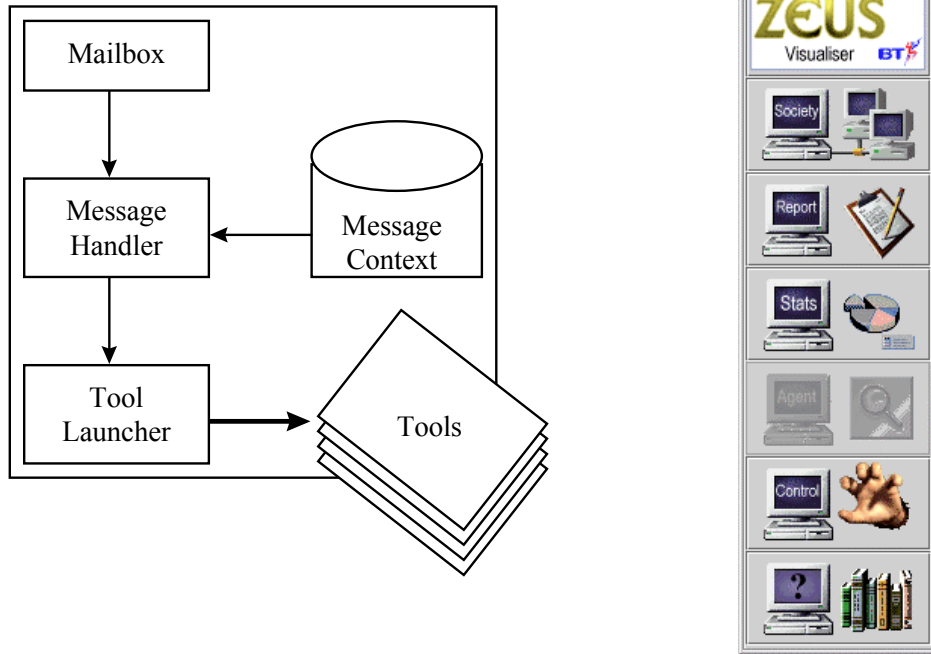 Mailbox
Message
Handler
Message
Context
Tool
Launcher
Tools
ZEUS
Visualiser BT
Society
Report
Stats
Agent
Control
?